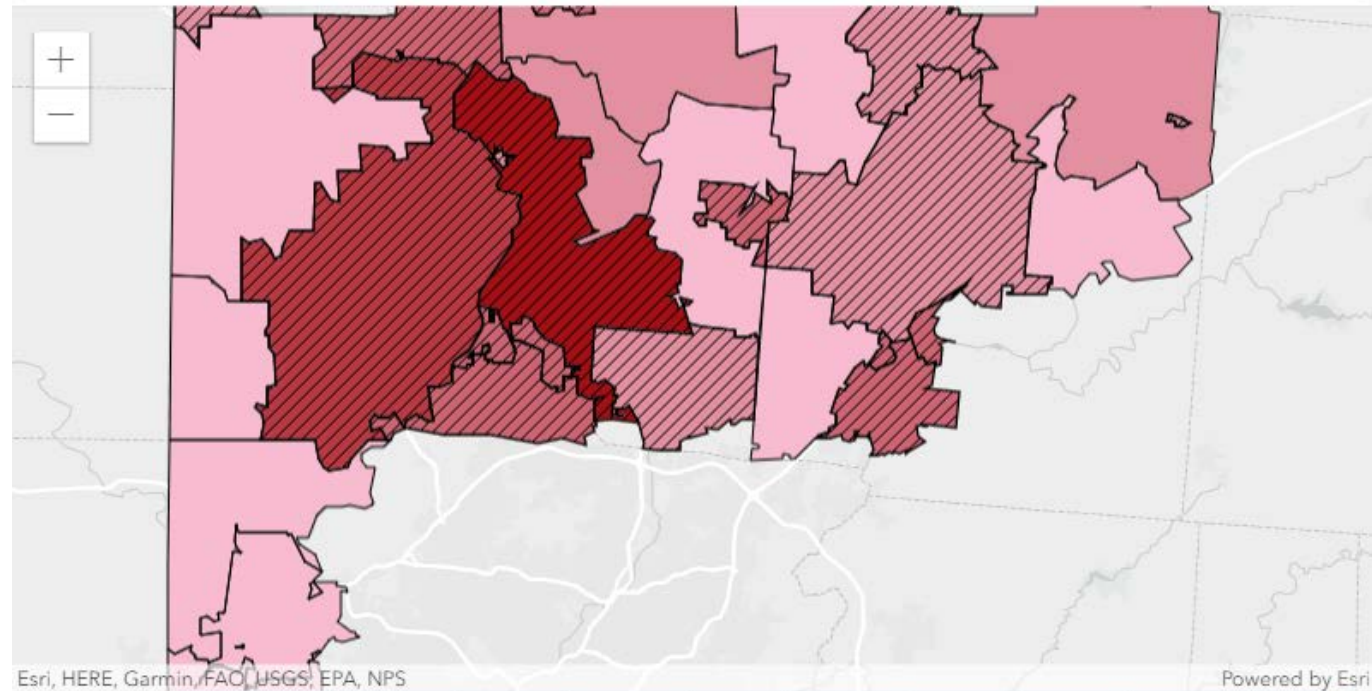 +
−
Esri, HERE, Garmin, FAO, USGS, EPA, NPS
Powered by Esri